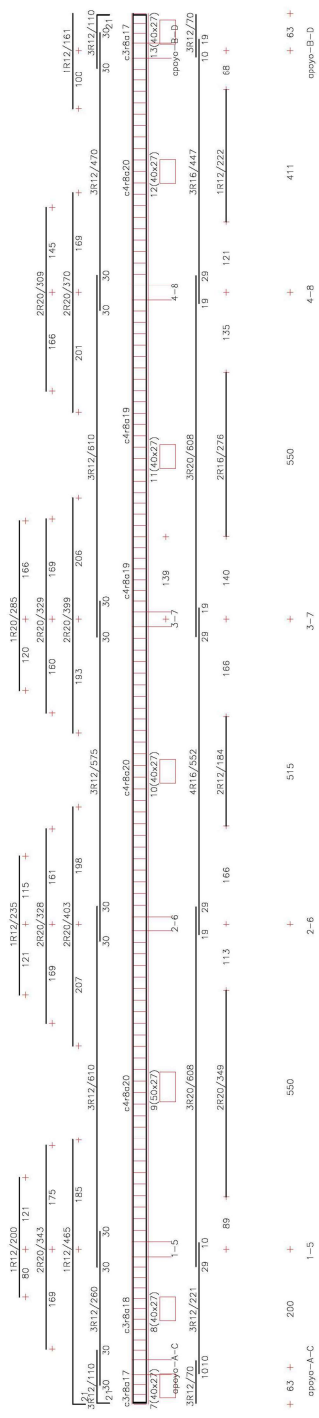 1R12/200 1R12/235 1R20/285
80 121 121 115 120 166
2R20/343 2R20/328 2R20/329 2R20/309
169 175 169 161 160 169 166 145
1R12/465 2R20/403 2R20/399 2R20/370 1R12/161
21 185 207 198 193 206 201 169 100
3R12/110 3R12/260 3R12/610 3R12/575 3R12/610 3R12/470 3R12/110
21 30 30 30 30 30 30 30 30 30 30 30 30 21
c3r8a17 c3r8a18 c4r8a20 c4r8a20 c4r8a19 c4r8a19 c4r8a20 c3r8a17
7(40x27) 8(40x27) 9(50x27) 10(40x27) 11(40x27) 12(40x27) 13(40x27)
139
apoyo-A-C 1-5 2-6 3-7 4-8 apoyo-B-D
3R12/70 3R12/221 3R20/608 4R16/552 3R20/608 3R16/447 3R12/70
10 10 29 10 19 29 29 19 19 29 10 19
2R20/349 2R12/184 2R16/276 1R12/222
89 113 166 166 140 135 121 68
63 200 550 515 550 411 63
apoyo-A-C 1-5 2-6 3-7 4-8 apoyo-B-D